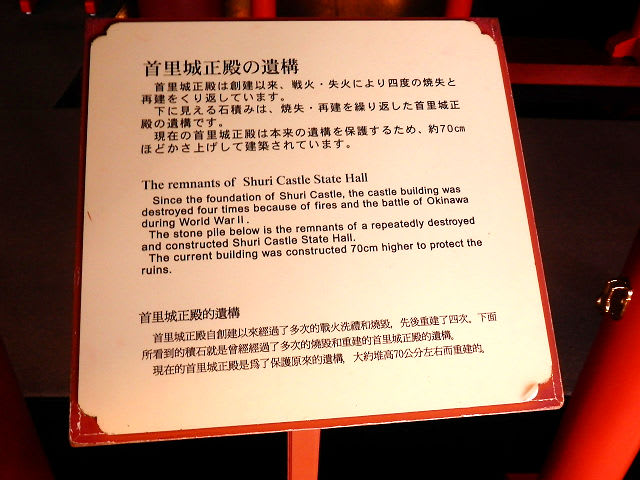 首里城正殿の遺構
首里城正殿は創建以来、戦火・失火により四度の焼失と
再建をくり返しています。
下に見える石積みは、焼失・再建を繰り返した首里城正
殿の遺構です。
現在の首里城正殿は本来の遺構を保護するため、約70㎝
ほどかさ上げして建築されています。
The remnants of Shuri Castle State Hall
Since the foundation of Shuri Castle, the castle building was
destroyed four times because of fires and the battle of Okinawa
during World War II.
The stone pile below is the remnants of a repeatedly destroyed
and constructed Shuri Castle State Hall.
The current building was constructed 70cm higher to protect the
ruins.
首里城正殿的遺構
首里城正殿自創建以來經過了多次的戰火洗禮和燒毀，先後重建了四次。下面
所看到的積石就是曾經經過了多次的燒毀和重建的首里城正殿的遺構。
現在的首里城正殿是爲了保護原來的遺構，大約堆高70公分左右而重建的。